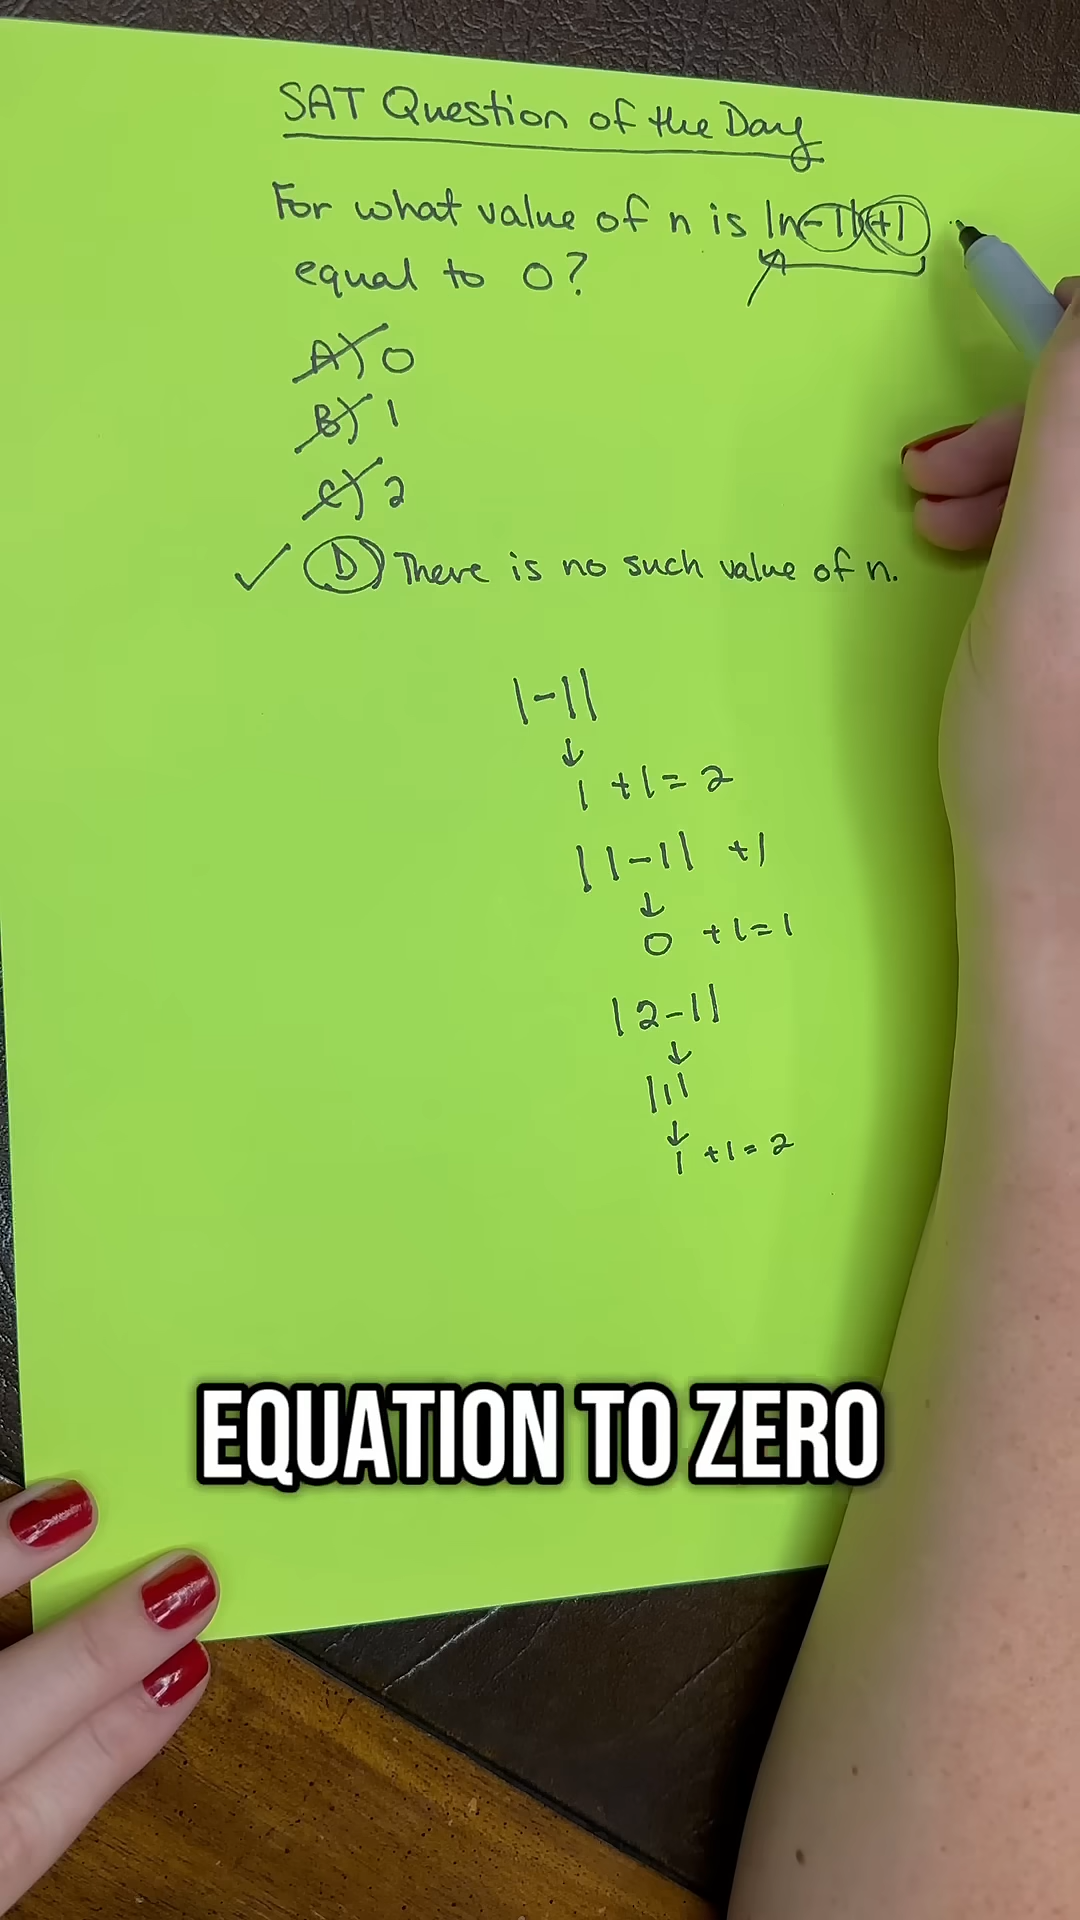 SAT Question of the Day
For what value of n is |n-1|+1
equal to 0?
A) 0
B) 1
C) 2
✓ D) There is no such value of n.
|-1|
↓
1 +1 = 2
|1-1| +1
↓
0 +1=1
|2-1|
↓
|1|
↓
1 +1=2
EQUATION TO ZERO